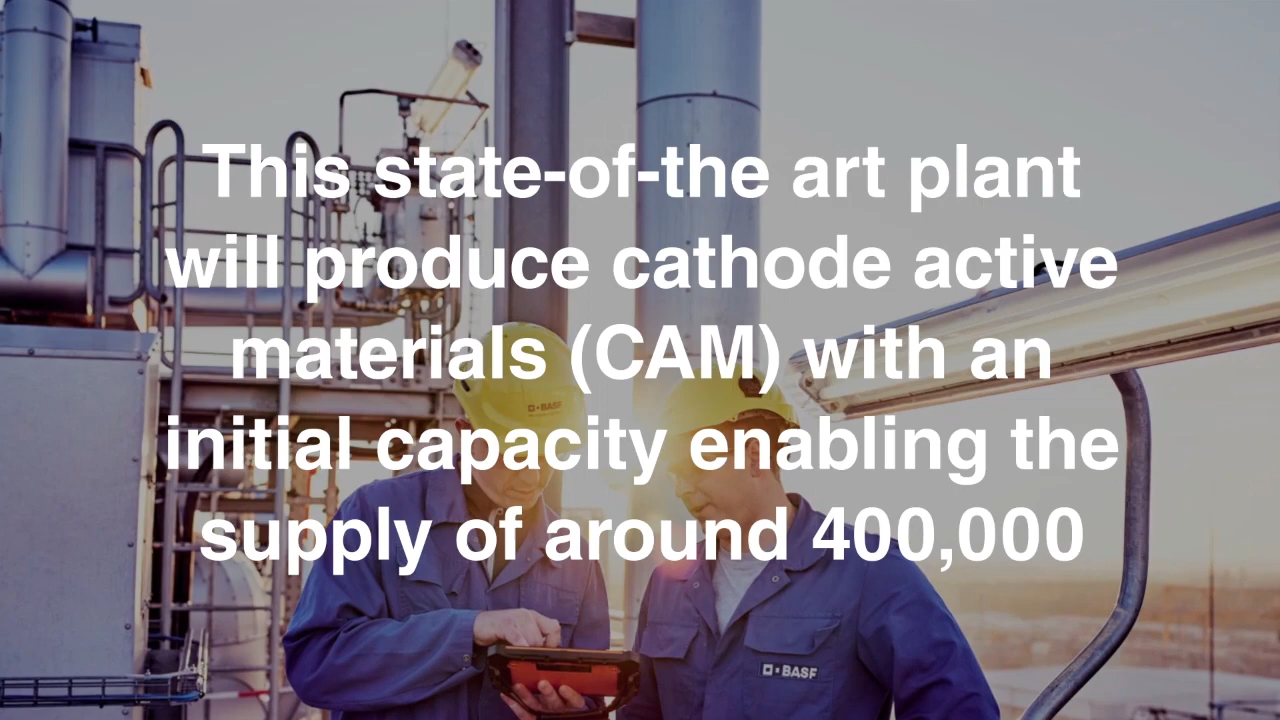 This state-of-the art plant
will produce cathode active
materials (CAM) with an
initial capacity enabling the
supply of around 400,000
BASF
BASF